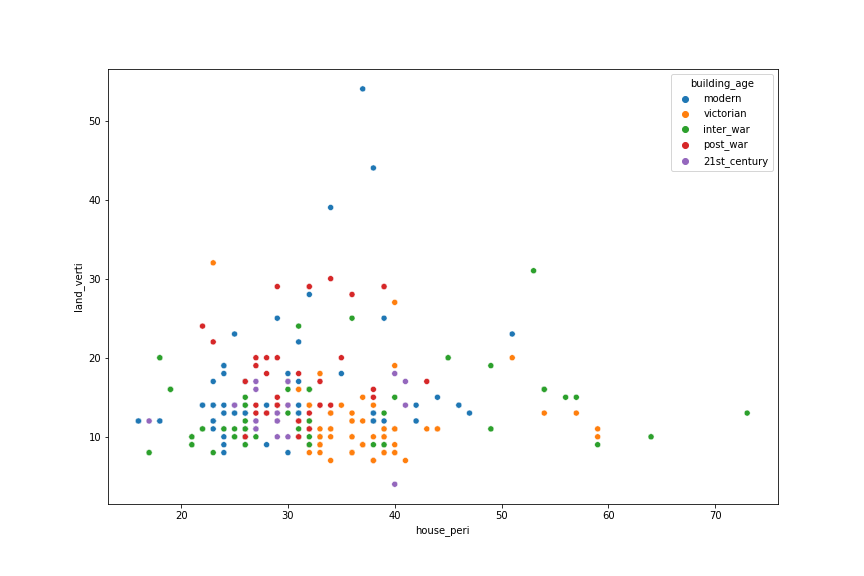 building_age
modern
victorian
inter_war
post_war
21st_century
land_verti
50
40
30
20
10
20 30 40 50 60 70
house_peri